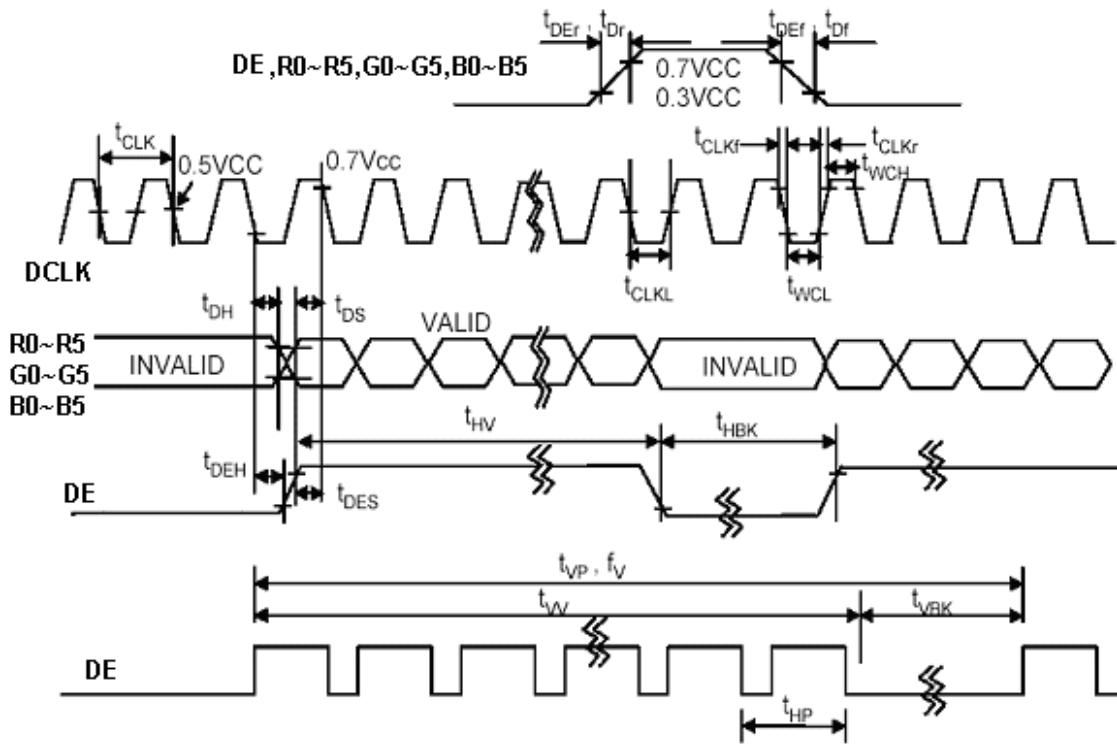 tDEr , tDr
tDEf , tDf
DE ,R0~R5,G0~G5,B0~B5
0.7VCC
0.3VCC
tCLK
0.5VCC
0.7Vcc
tCLKf
tCLKr
tWCH
DCLK
tCLKL
tWCL
tDH
tDS
VALID
R0~R5
G0~G5
B0~B5
INVALID
INVALID
tHV
tHBK
tDEH
DE
tDES
tVP , fV
tVV
tVBK
DE
tHP